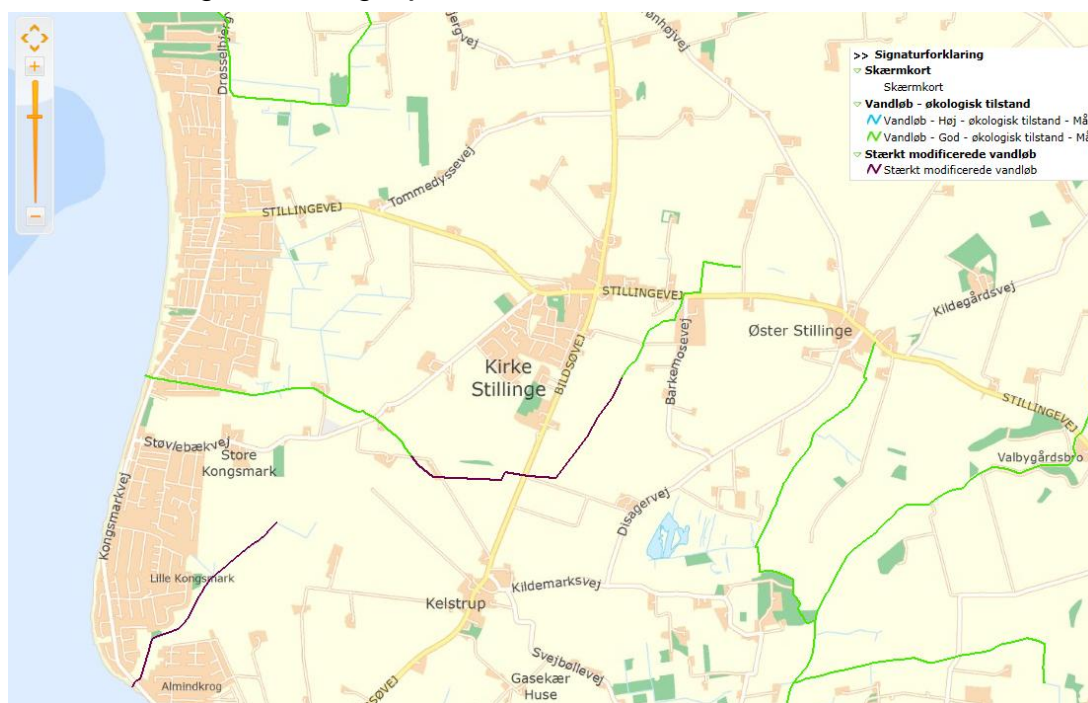 Drøsselbjerg
>> Signaturforklaring
Skærmkort
Skærmkort
Vandløb - økologisk tilstand
Vandløb - Høj - økologisk tilstand - Må
Vandløb - God - økologisk tilstand - Må
Stærkt modificerede vandløb
Stærkt modificerede vandløb
Tommedyssevej
STILLINGEVEJ
STILLINGEVEJ
Kildegårdsvej
Øster Stillinge
Kirke
Stillinge
BILDSØVEJ
Barkemosevej
STILLINGEVEJ
Støvlebækvej
Store
Kongsmark
Valbygårdsbro
Kongsmarkvej
Disagervej
Lille Kongsmark
Kildemarksvej
Kelstrup
Svejbøllevej
Gasekær
Huse
Almindkrog